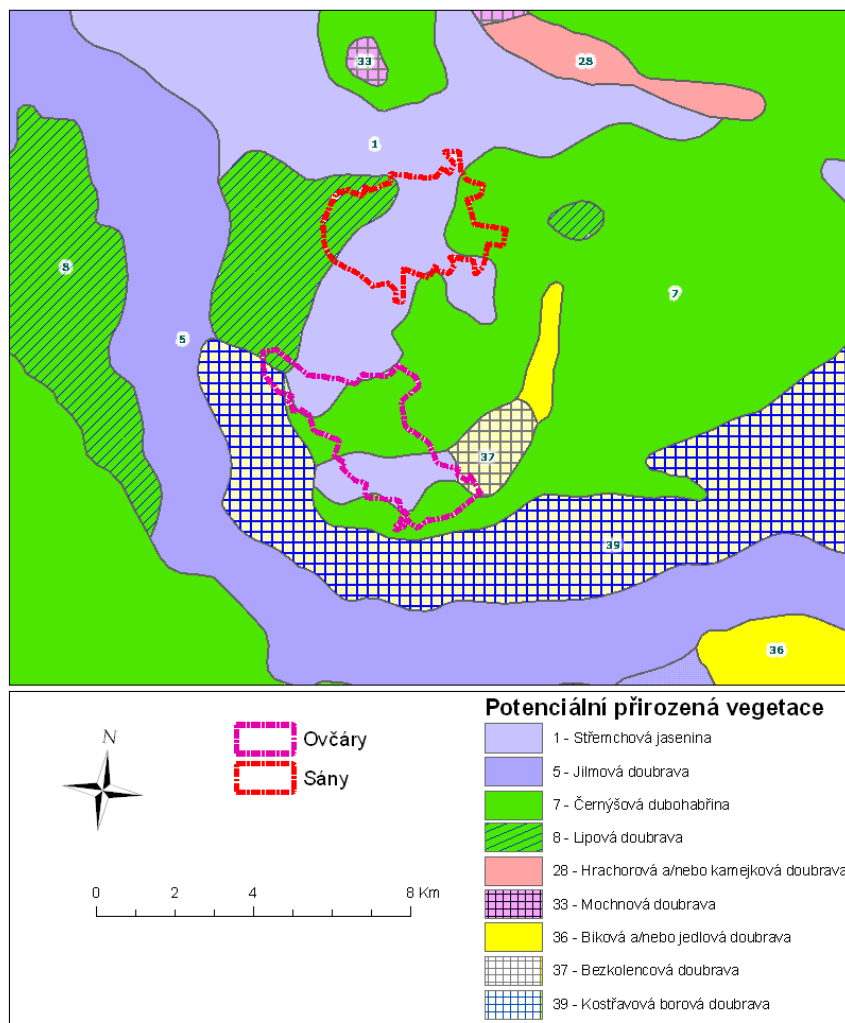 33
28
1
8
7
5
37
39
36
N
Ovčáry
Sány
0 2 4 8 Km
Potenciální přirozená vegetace
1 - Střemchová jasenina
5 - Jilmová doubrava
7 - Černýšová dubohabřina
8 - Lipová doubrava
28 - Hrachorová a/nebo kamejková doubrava
33 - Mochnová doubrava
36 - Biková a/nebo jedlová doubrava
37 - Bezkolencová doubrava
39 - Kostřavová borová doubrava